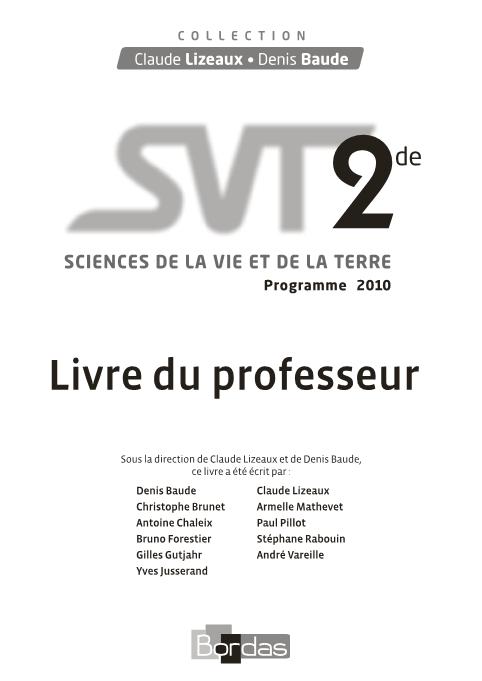 COLLECTION
Claude Lizeaux • Denis Baude
SVT 2de
SCIENCES DE LA VIE ET DE LA TERRE
Programme 2010
Livre du professeur
Sous la direction de Claude Lizeaux et de Denis Baude,
ce livre a été écrit par :
Denis Baude
Christophe Brunet
Antoine Chaleix
Bruno Forestier
Gilles Gutjahr
Yves Jusserand
Claude Lizeaux
Armelle Mathevet
Paul Pillot
Stéphane Rabouin
André Vareille
Bordas